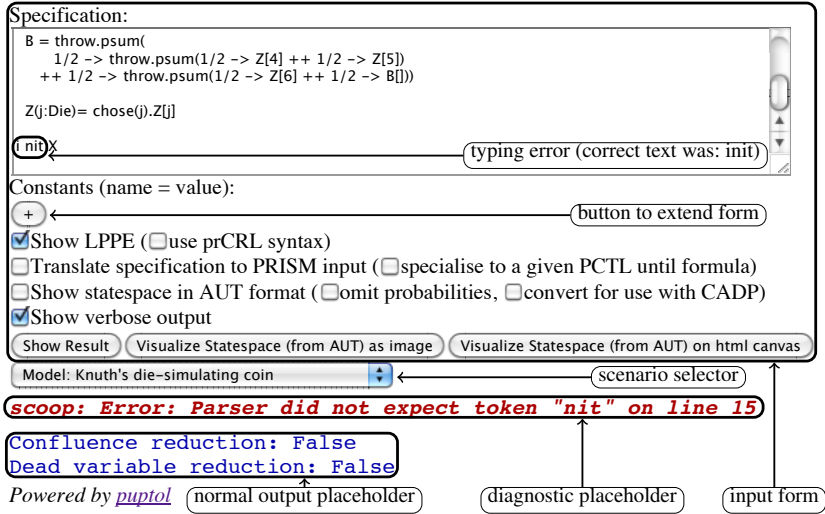 Specification:
B = throw.psum(
1/2 -> throw.psum(1/2 -> Z[4] ++ 1/2 -> Z[5])
++ 1/2 -> throw.psum(1/2 -> Z[6] ++ 1/2 -> B[]))
Z(j:Die)= chose(j).Z[j]
i nit X
typing error (correct text was: init)
Constants (name = value):
+
button to extend form
Show LPPE (use prCRL syntax)
Translate specification to PRISM input (specialise to a given PCTL until formula)
Show statespace in AUT format (omit probabilities, convert for use with CADP)
Show verbose output
Show Result Visualize Statespace (from AUT) as image Visualize Statespace (from AUT) on html canvas
Model: Knuth's die-simulating coin scenario selector
scoop: Error: Parser did not expect token "nit" on line 15
Confluence reduction: False
Dead variable reduction: False
Powered by puptol normal output placeholder diagnostic placeholder input form